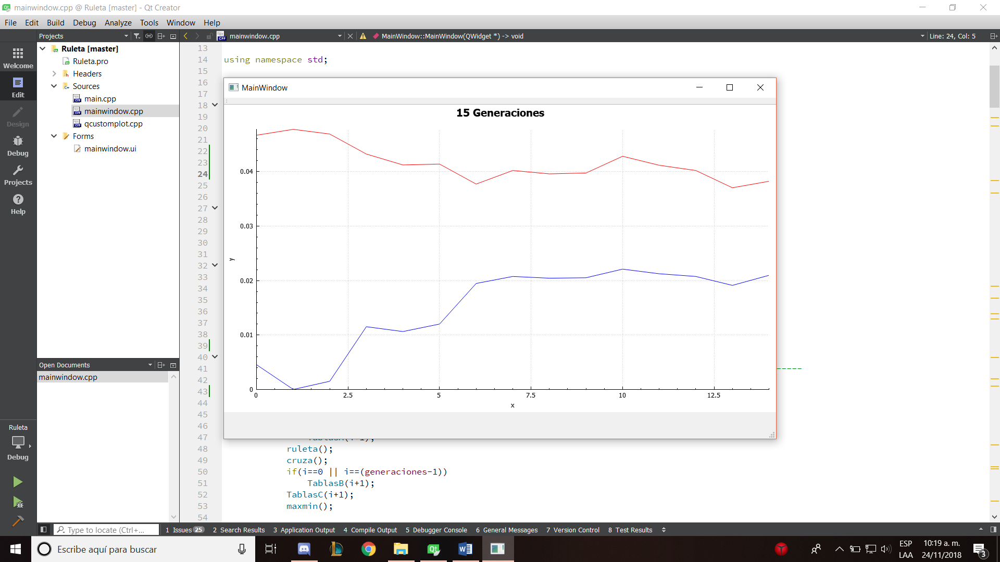 mainwindow.cpp @ Ruleta [master] - Qt Creator
File Edit Build Debug Analyze Tools Window Help
Projects
mainwindow.cpp
MainWindow::MainWindow(QWidget *) -> void
Line: 24, Col: 5
Welcome
Edit
Design
Debug
Projects
Help
Ruleta
Debug
Ruleta [master]
Ruleta.pro
Headers
Sources
main.cpp
mainwindow.cpp
qcustomplot.cpp
Forms
mainwindow.ui
Open Documents
mainwindow.cpp
13
14 using namespace std;
15
16
17
18
19
20
21
22
23
24
25
26
27
28
29
30
31
32
33
34
35
36
37
38
39
40
41 -----
42
43
44
45
46
47
48 ruleta();
49 cruza();
50 if(i==0 || i==(generaciones-1))
51 TablasB(i+1);
52 TablasC(i+1);
53 maxmin();
54
MainWindow
15 Generaciones
0.04
0.03
y
0.02
0.01
0
0 2.5 5 7.5 10 12.5
x
Type to locate (Ctrl+...
1 Issues 25 2 Search Results 3 Application Output 4 Compile Output 5 Debugger Console 6 General Messages 7 Version Control 8 Test Results
Escribe aquí para buscar
ESP
LAA
10:19 a. m.
24/11/2018
3